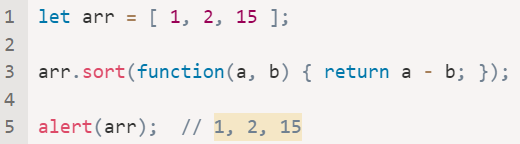 1 let arr = [ 1, 2, 15 ];
2
3 arr.sort(function(a, b) { return a - b; });
4
5 alert(arr);  // 1, 2, 15